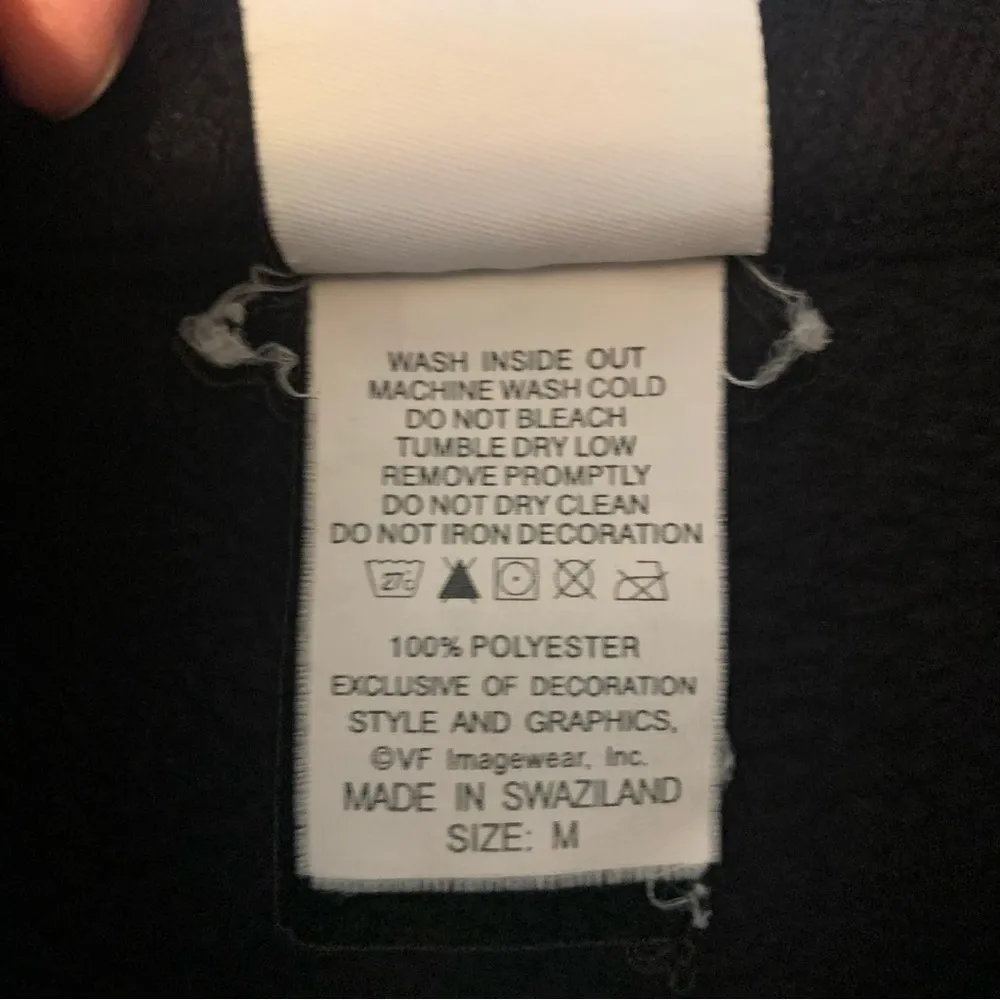 WASH INSIDE OUT
MACHINE WASH COLD
DO NOT BLEACH
TUMBLE DRY LOW
REMOVE PROMPTLY
DO NOT DRY CLEAN
DO NOT IRON DECORATION
27c
100% POLYESTER
EXCLUSIVE OF DECORATION
STYLE AND GRAPHICS,
©VF Imagewear, Inc.
MADE IN SWAZILAND
SIZE: M